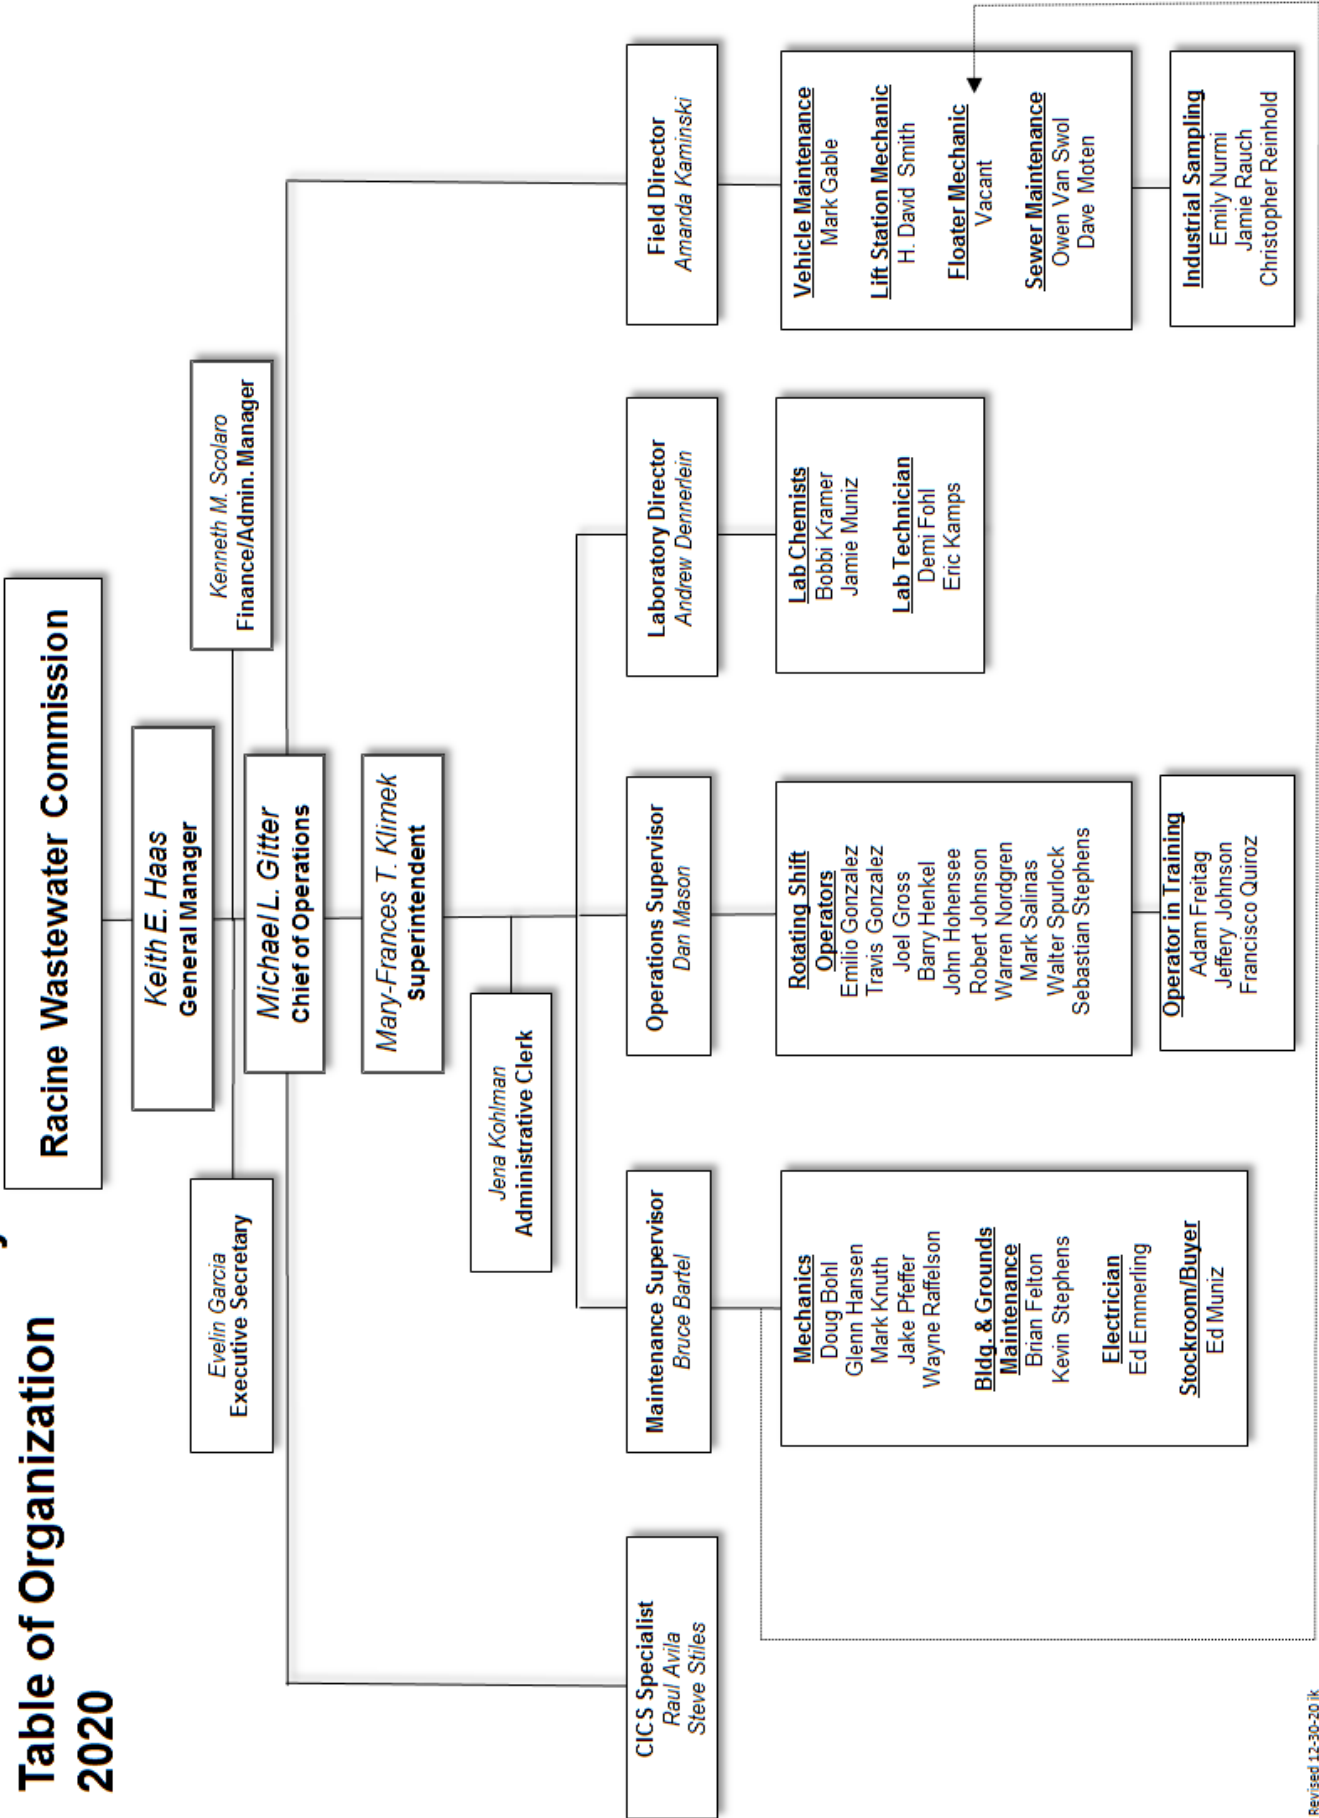 Table of Organization
2020
Racine Wastewater Commission
Keith E. Haas
General Manager
Evelin Garcia
Executive Secretary
Kenneth M. Scolaro
Finance/Admin. Manager
Michael L. Gitter
Chief of Operations
Mary-Frances T. Klimek
Superintendent
Jena Kohlman
Administrative Clerk
CICS Specialist
Raul Avila
Steve Stiles
Maintenance Supervisor
Bruce Bartel
Operations Supervisor
Dan Mason
Laboratory Director
Andrew Dennerlein
Field Director
Amanda Kaminski
Mechanics
Doug Bohl
Glenn Hansen
Mark Knuth
Jake Pfeffer
Wayne Raffelson
Bldg. & Grounds
Maintenance
Brian Felton
Kevin Stephens
Electrician
Ed Emmerling
Stockroom/Buyer
Ed Muniz
Rotating Shift
Operators
Emilio Gonzalez
Travis Gonzalez
Joel Gross
Barry Henkel
John Hohensee
Robert Johnson
Warren Nordgren
Mark Salinas
Walter Spurlock
Sebastian Stephens
Operator in Training
Adam Freitag
Jeffery Johnson
Francisco Quiroz
Lab Chemists
Bobbi Kramer
Jamie Muniz
Lab Technician
Demi Fohl
Eric Kamps
Vehicle Maintenance
Mark Gable
Lift Station Mechanic
H. David Smith
Floater Mechanic
Vacant
Sewer Maintenance
Owen Van Swol
Dave Moten
Industrial Sampling
Emily Nurmi
Jamie Rauch
Christopher Reinhold
Revised 12-30-20 jk